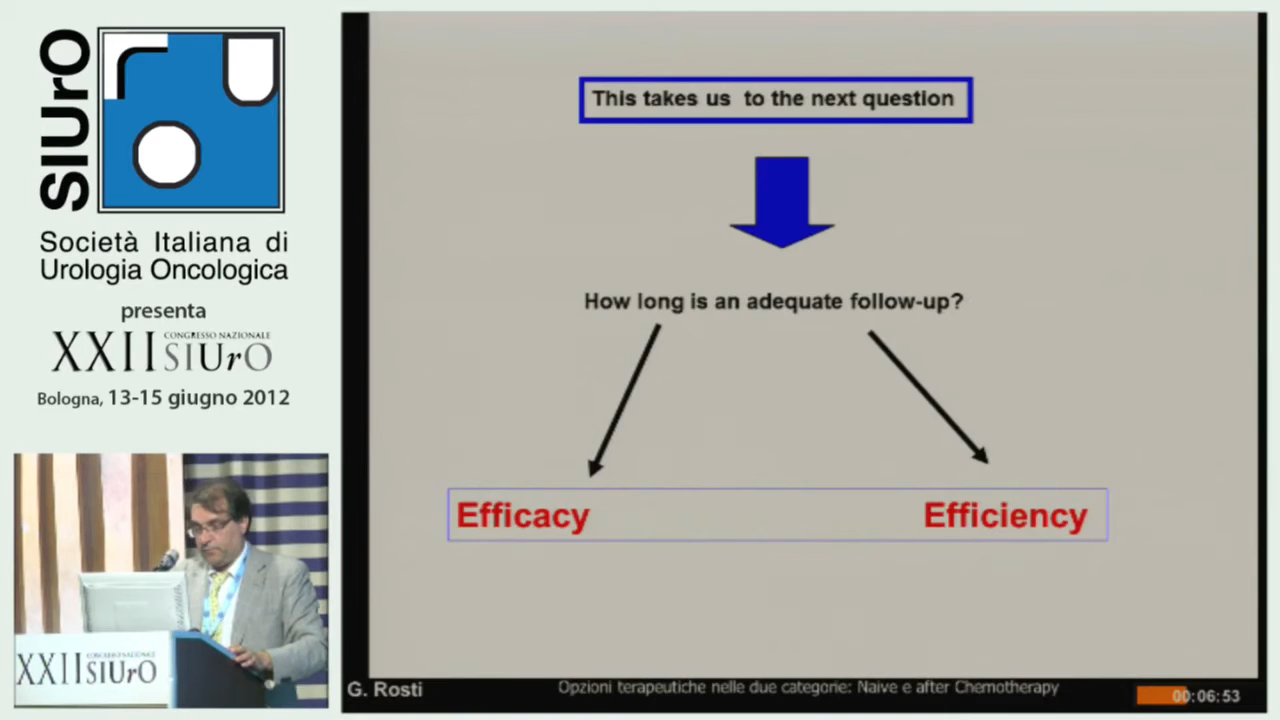 SIUrO
Società Italiana di
Urologia Oncologica
presenta
XXII CONGRESSO NAZIONALE SIUrO
Bologna, 13-15 giugno 2012
XXII CONGRESSO NAZIONALE SIUrO
This takes us to the next question
How long is an adequate follow-up?
Efficacy Efficiency
G. Rosti
Opzioni terapeutiche nelle due categorie: Naive e after Chemotherapy
00:06:53